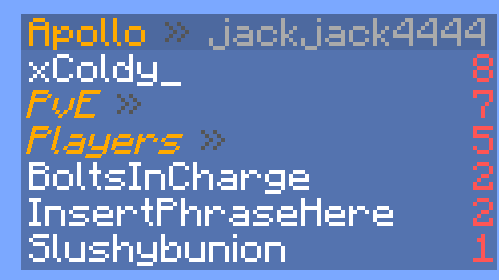 Apollo » .jackjack4444
xColdy_ 8
PvE » 7
Players » 5
BoltsInCharge 2
InsertPhraseHere 2
Slushybunion 1